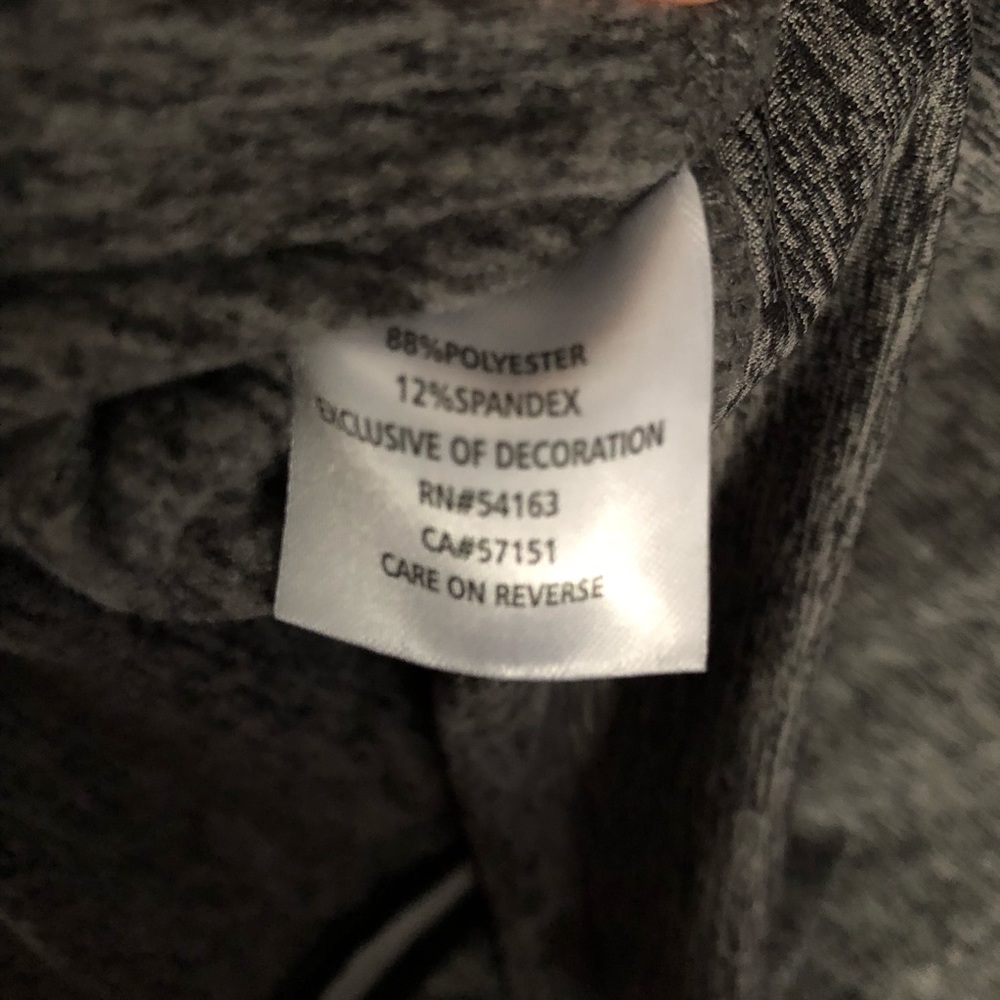 88%POLYESTER
12%SPANDEX
EXCLUSIVE OF DECORATION
RN#54163
CA#57151
CARE ON REVERSE